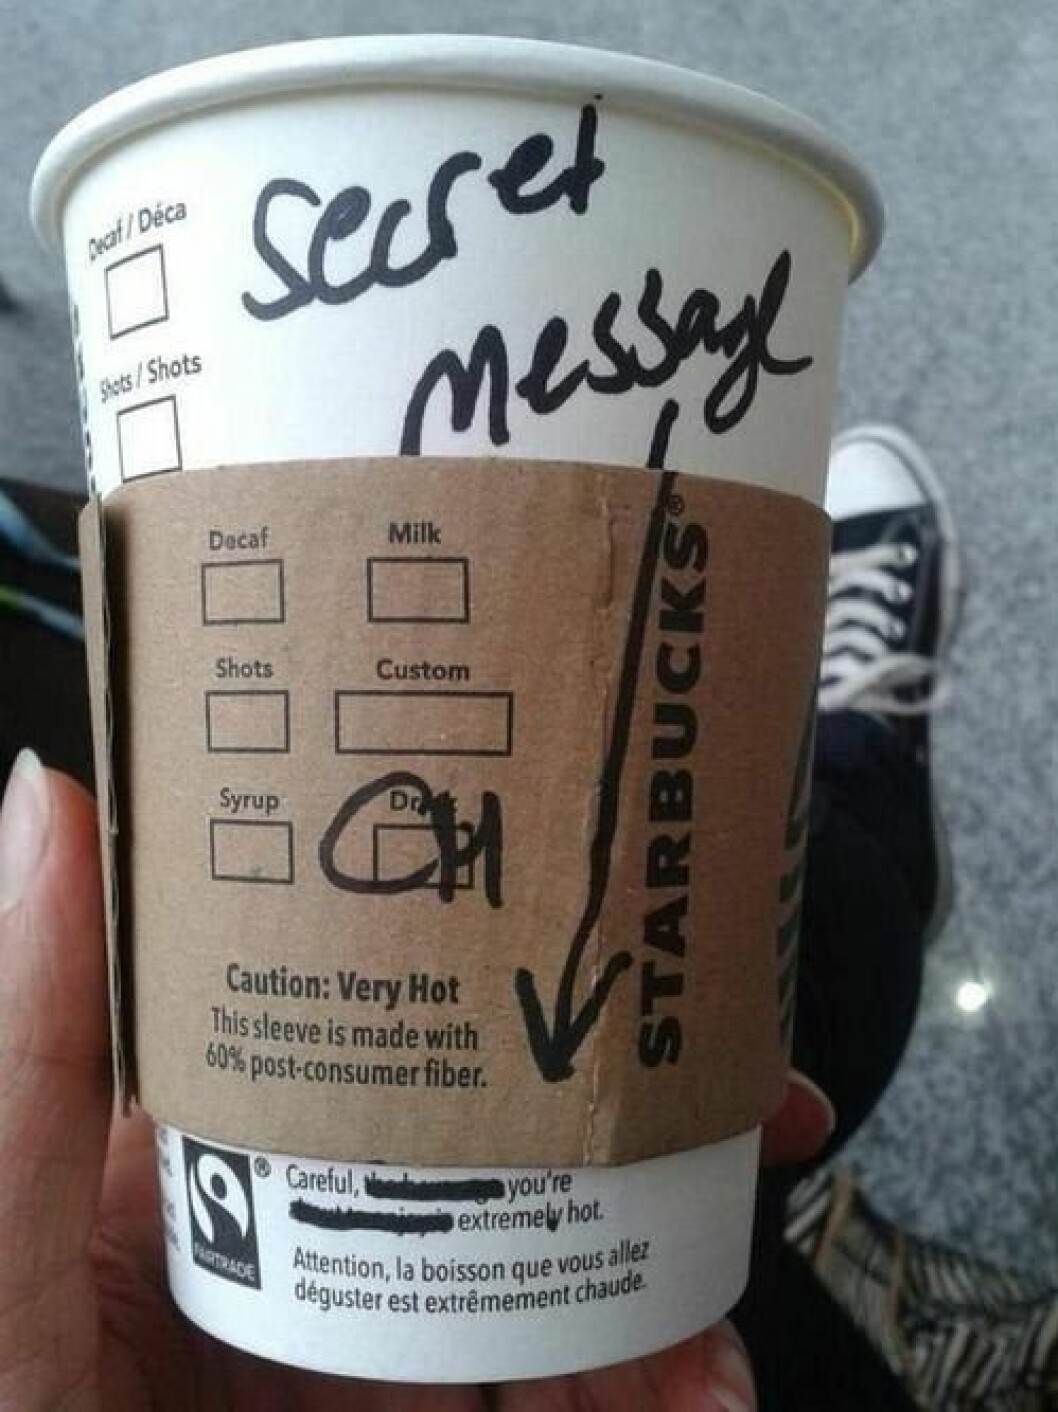 secret
message
Decaf / Déca
Shots / Shots
Decaf
Milk
Shots
Custom
Syrup
CH
STARBUCKS®
Caution: Very Hot
This sleeve is made with
60% post-consumer fiber.
FAIRTRADE
®
Careful, you're
extremely hot.
Attention, la boisson que vous allez
déguster est extrêmement chaude.